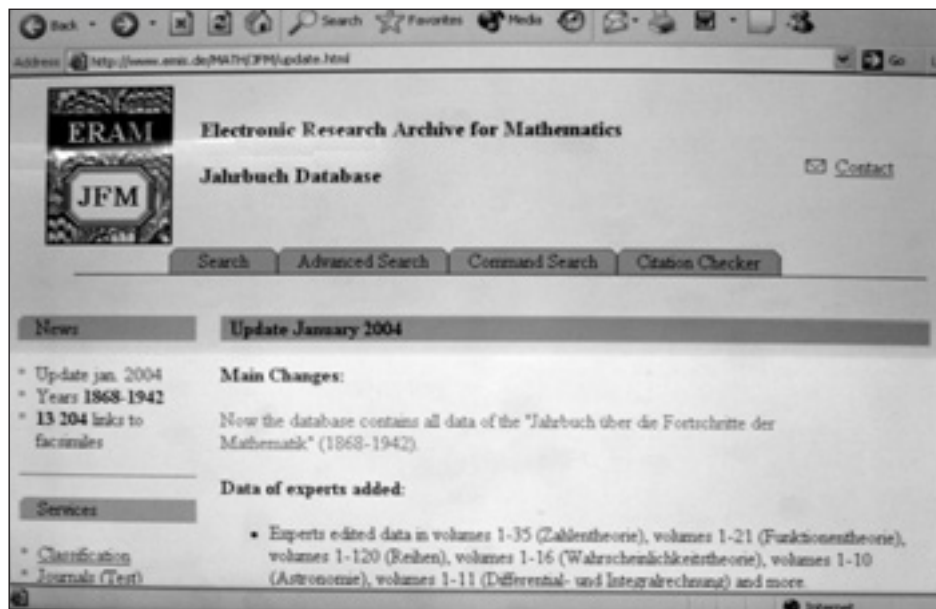 Back Search Favorites Media
Address http://www.emis.de/MATH/JFM/update.html Go
ERAM
JFM
Electronic Research Archive for Mathematics
Jahrbuch Database
Contact
Search Advanced Search Command Search Citation Checker
News
* Update jan. 2004
* Years 1868-1942
* 13 204 links to
facsimiles
Services
* Classification
* Journals (Test)
Update January 2004
Main Changes:
Now the database contains all data of the "Jahrbuch über die Fortschritte der
Mathematik" (1868-1942).
Data of experts added:
• Experts edited data in volumes 1-35 (Zahlentheorie), volumes 1-21 (Funktionentheorie),
volumes 1-120 (Reihen), volumes 1-16 (Wahrscheinlichkeitstheorie), volumes 1-10
(Astronomie), volumes 1-11 (Differential- und Integralrechnung) and more.
Internet